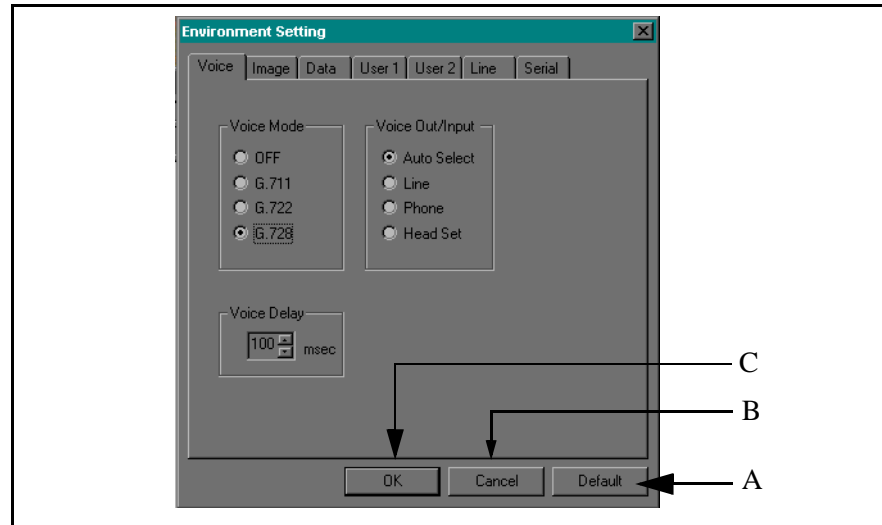 Environment Setting
Voice Image Data User 1 User 2 Line Serial
Voice Mode
OFF
G.711
G.722
G.728
Voice Out/Input
Auto Select
Line
Phone
Head Set
Voice Delay
100 msec
C
B
A
OK Cancel Default